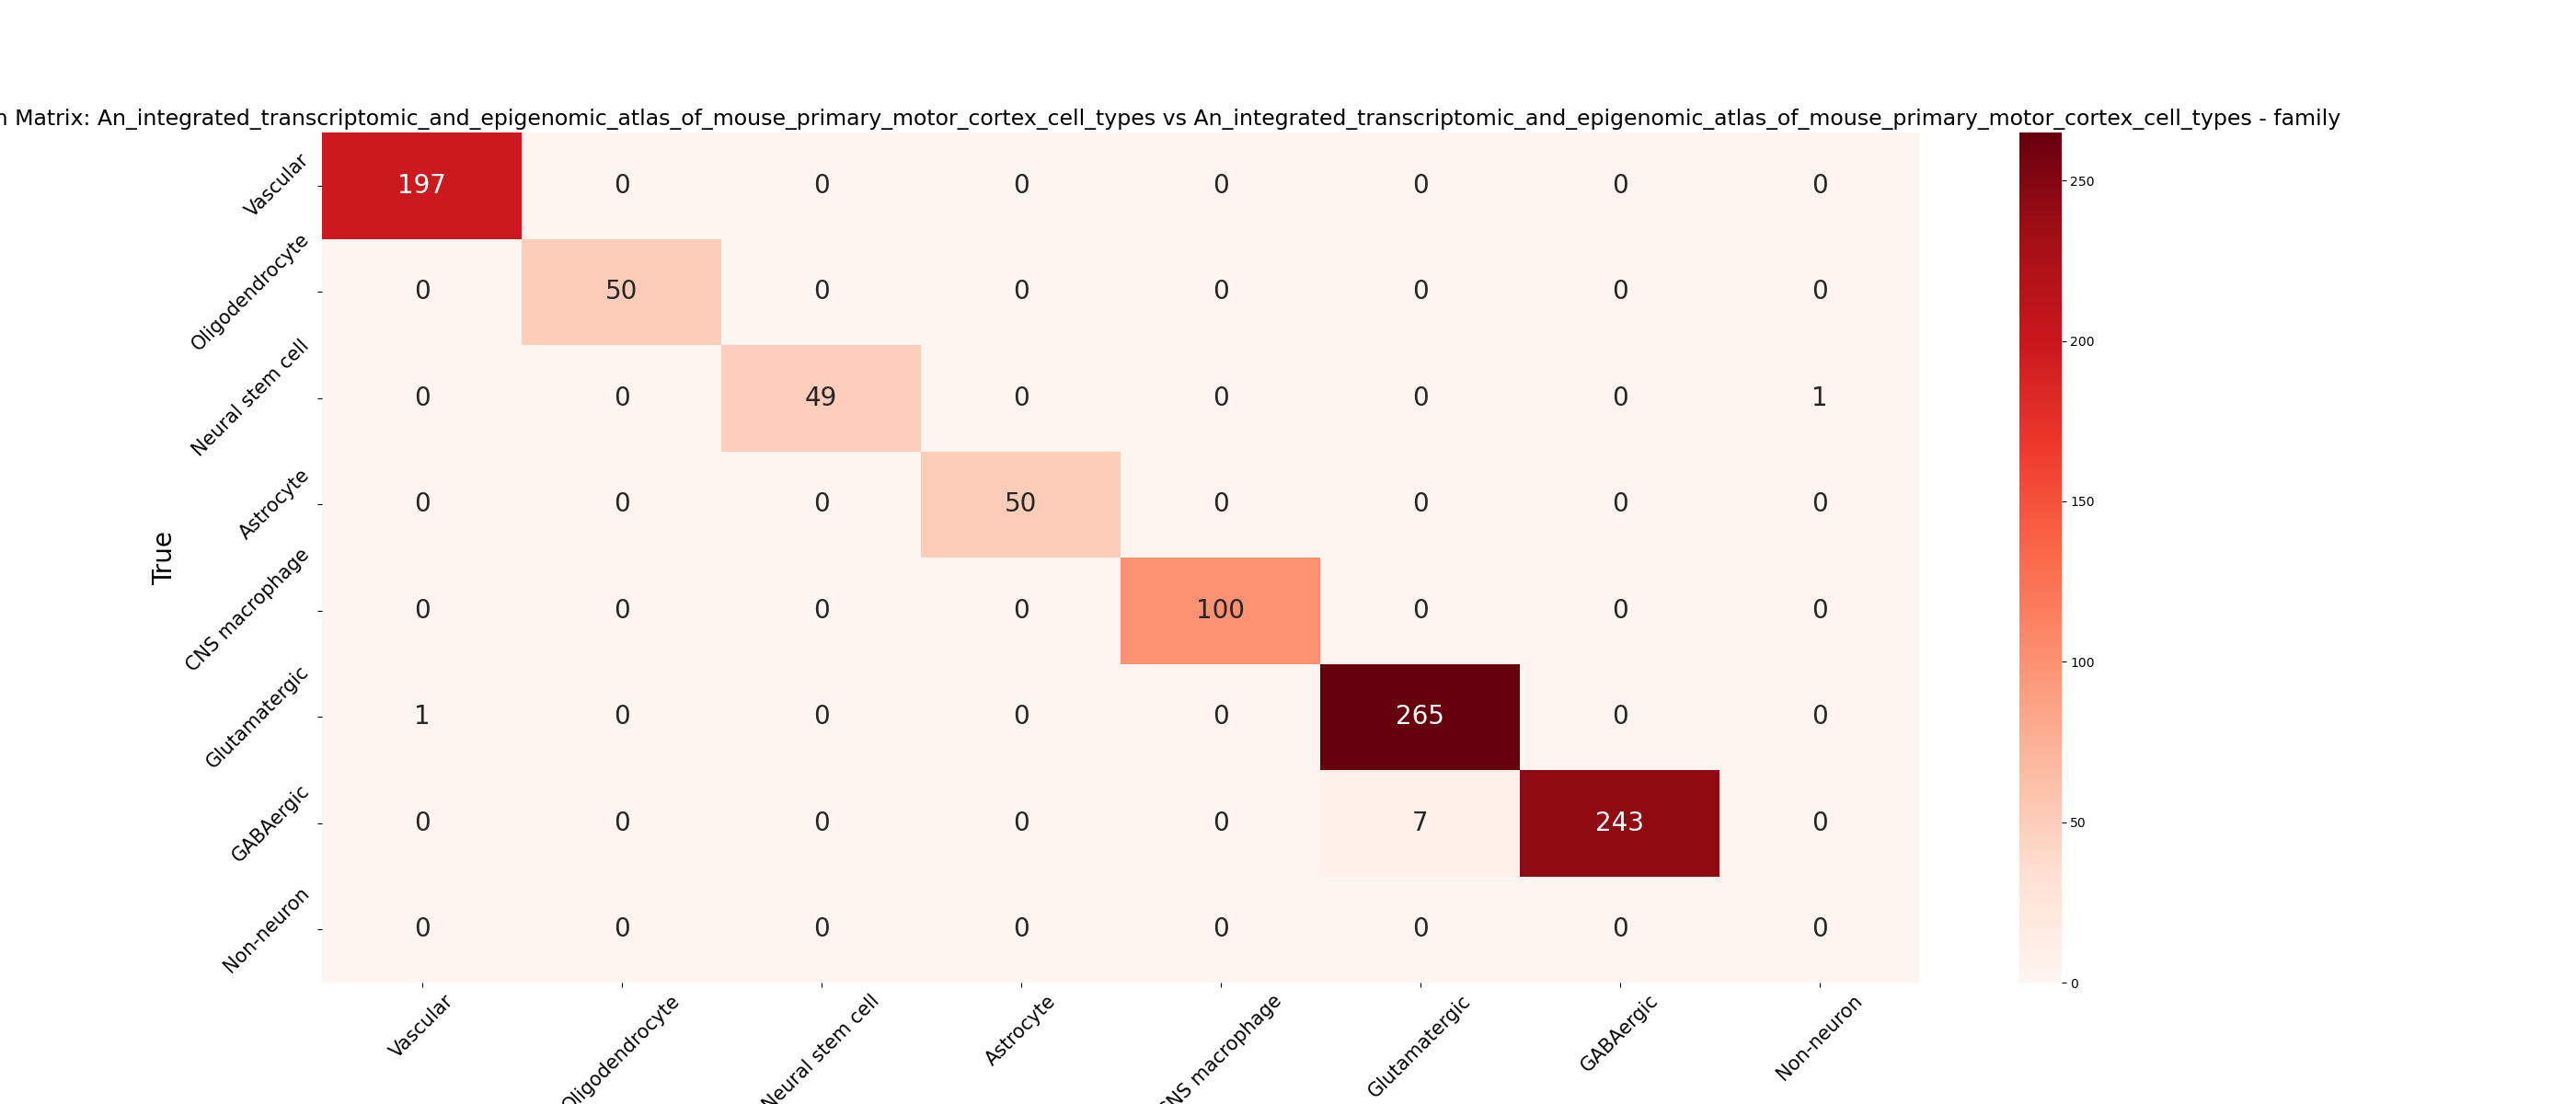 n Matrix: An_integrated_transcriptomic_and_epigenomic_atlas_of_mouse_primary_motor_cortex_cell_types vs An_integrated_transcriptomic_and_epigenomic_atlas_of_mouse_primary_motor_cortex_cell_types - family
True
Vascular 197 0 0 0 0 0 0 0
Oligodendrocyte 0 50 0 0 0 0 0 0
Neural stem cell 0 0 49 0 0 0 0 1
Astrocyte 0 0 0 50 0 0 0 0
CNS macrophage 0 0 0 0 100 0 0 0
Glutamatergic 1 0 0 0 0 265 0 0
GABAergic 0 0 0 0 0 7 243 0
Non-neuron 0 0 0 0 0 0 0 0
Vascular Oligodendrocyte Neural stem cell Astrocyte CNS macrophage Glutamatergic GABAergic Non-neuron
250
200
150
100
50
0